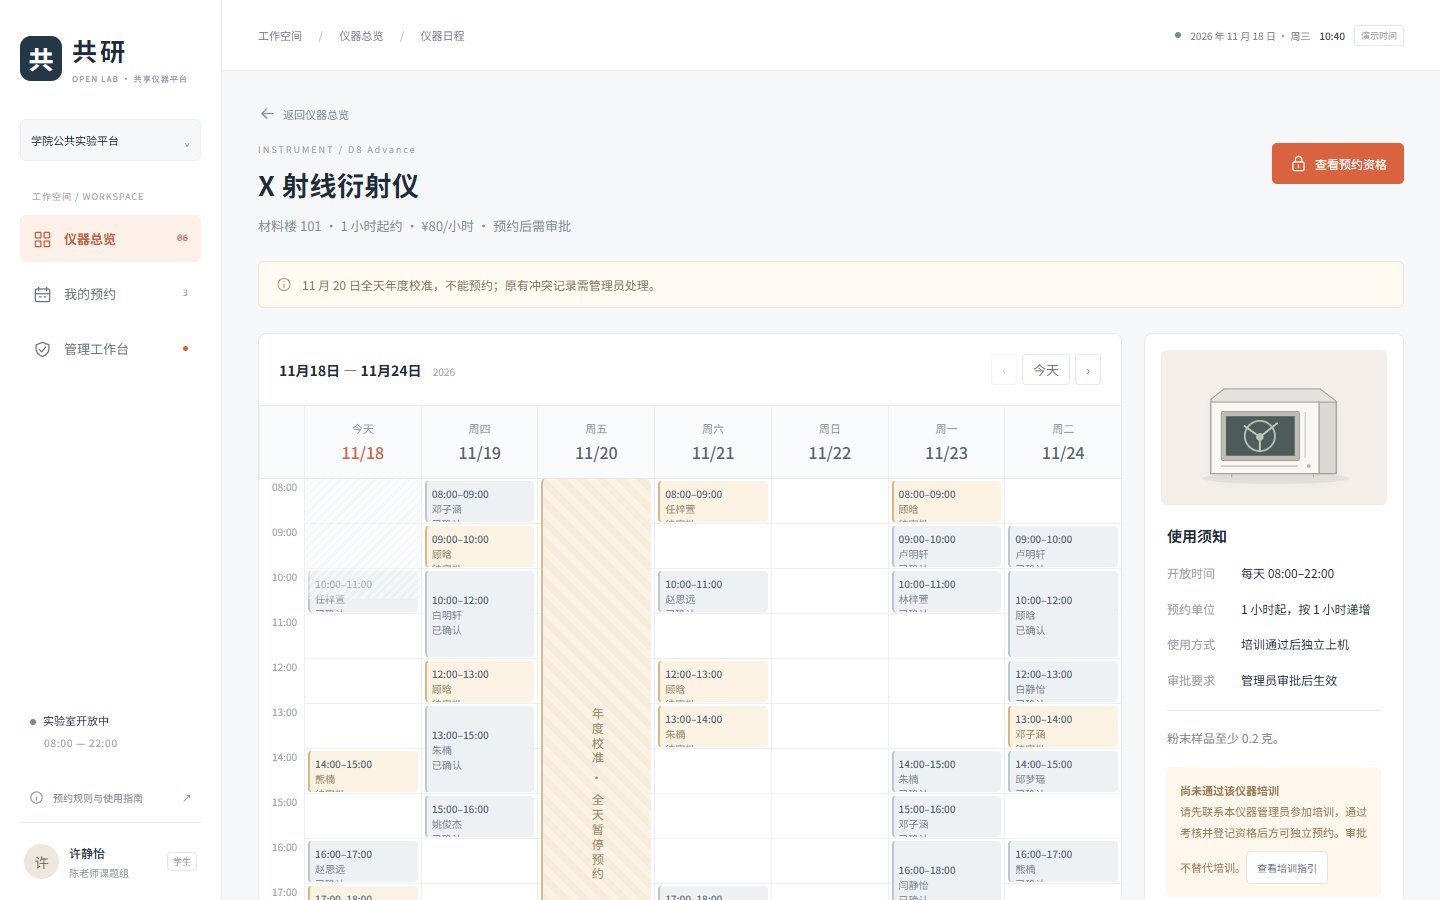 共 共研
OPEN LAB · 共享仪器平台
学院公共实验平台
工作空间 / WORKSPACE
仪器总览 06
我的预约 3
管理工作台
实验室开放中
08:00 — 22:00
预约规则与使用指南 ↗
许 许静怡 学生
陈老师课题组
工作空间 / 仪器总览 / 仪器日程
2026 年 11 月 18 日 · 周三 10:40 演示时间
← 返回仪器总览
INSTRUMENT / D8 Advance
X 射线衍射仪
材料楼 101 · 1 小时起约 · ¥80/小时 · 预约后需审批
查看预约资格
11 月 20 日全天年度校准，不能预约；原有冲突记录需管理员处理。
11月18日 — 11月24日 2026
‹ 今天 ›
今天 周四 周五 周六 周日 周一 周二
11/18 11/19 11/20 11/21 11/22 11/23 11/24
08:00
09:00
10:00
11:00
12:00
13:00
14:00
15:00
16:00
17:00
10:00–11:00
任梓萱
14:00–15:00
熊楠
16:00–17:00
赵思远
17:00–18:00
08:00–09:00
邓子涵
09:00–10:00
顾晗
10:00–12:00
白明轩
已确认
12:00–13:00
顾晗
13:00–15:00
朱楠
已确认
15:00–16:00
姚俊杰
年度校准 · 全天暂停预约
08:00–09:00
任梓萱
10:00–11:00
赵思远
12:00–13:00
顾晗
13:00–14:00
朱楠
17:00–18:00
08:00–09:00
顾晗
09:00–10:00
卢明轩
10:00–11:00
林梓萱
14:00–15:00
朱楠
15:00–16:00
邓子涵
16:00–18:00
闫静怡
已确认
09:00–10:00
卢明轩
10:00–12:00
顾晗
已确认
12:00–13:00
白静怡
13:00–14:00
邓子涵
14:00–15:00
邱梦瑶
16:00–17:00
熊楠
使用须知
开放时间 每天 08:00–22:00
预约单位 1 小时起，按 1 小时递增
使用方式 培训通过后独立上机
审批要求 管理员审批后生效
粉末样品至少 0.2 克。
尚未通过该仪器培训
请先联系本仪器管理员参加培训，通过
考核并登记资格后方可独立预约。审批
不替代培训。 查看培训指引